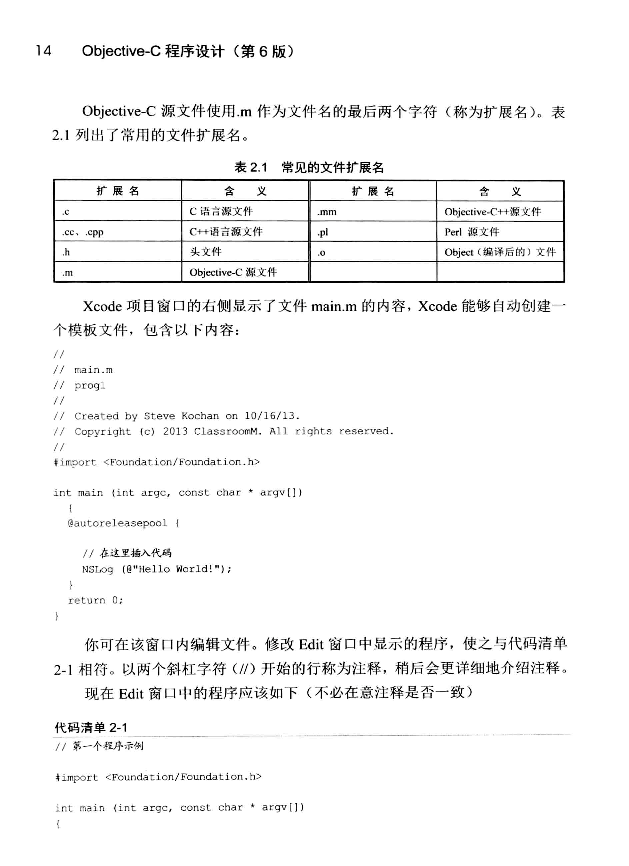 14 Objective-C 程序设计（第 6 版）
Objective-C 源文件使用.m 作为文件名的最后两个字符（称为扩展名）。表
2.1 列出了常用的文件扩展名。
表 2.1 常见的文件扩展名
扩 展 名 含 义 扩 展 名 含 义
.c C 语言源文件 .mm Objective-C++源文件
.cc、.cpp C++语言源文件 .pl Perl 源文件
.h 头文件 .o Object（编译后的）文件
.m Objective-C 源文件
Xcode 项目窗口的右侧显示了文件 main.m 的内容，Xcode 能够自动创建一
个模板文件，包含以下内容：
//
// main.m
// prog1
//
// Created by Steve Kochan on 10/16/13.
// Copyright (c) 2013 ClassroomM. All rights reserved.
//
#import <Foundation/Foundation.h>
int main (int argc, const char * argv[])
{
@autoreleasepool {
// 在这里插入代码
NSLog (@"Hello World!");
}
return 0;
}
你可在该窗口内编辑文件。修改 Edit 窗口中显示的程序，使之与代码清单
2-1 相符。以两个斜杠字符（//）开始的行称为注释，稍后会更详细地介绍注释。
现在 Edit 窗口中的程序应该如下（不必在意注释是否一致）
代码清单 2-1
// 第一个程序示例
#import <Foundation/Foundation.h>
int main (int argc, const char * argv[])
{